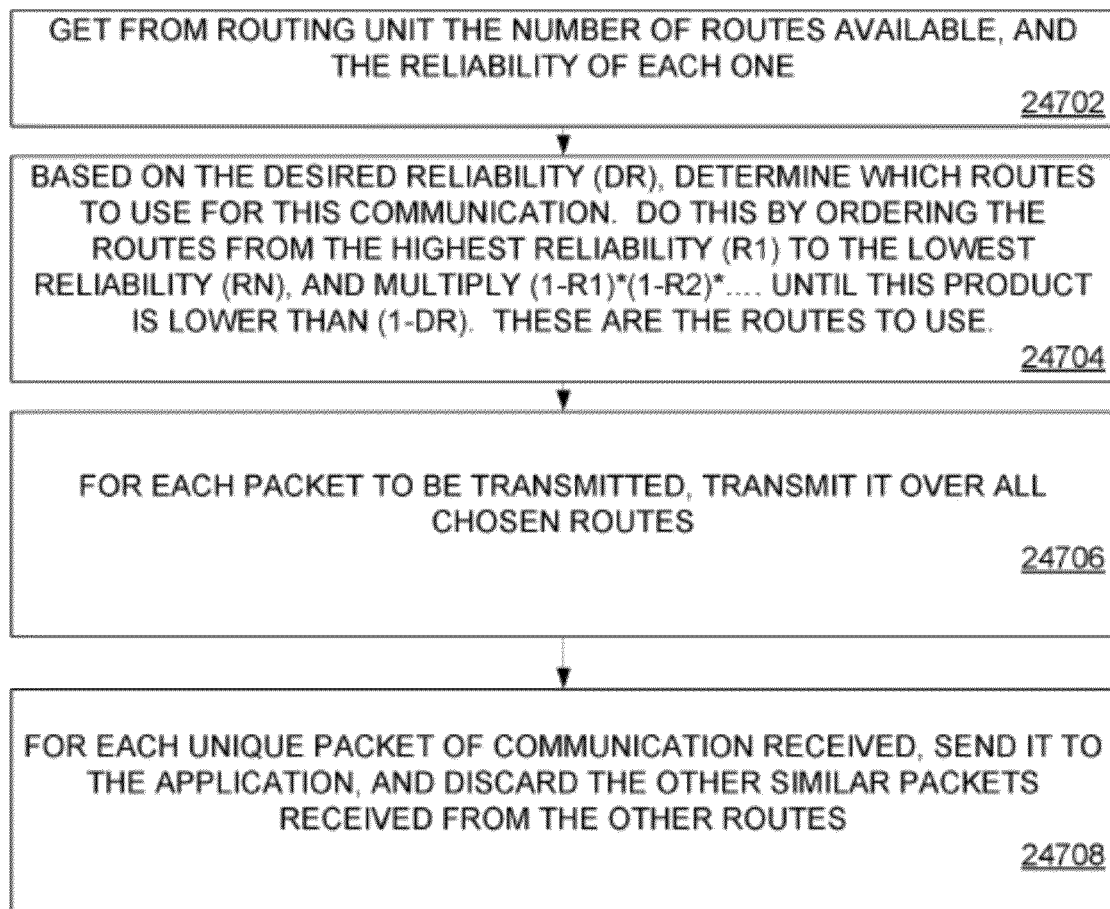 GET FROM ROUTING UNIT THE NUMBER OF ROUTES AVAILABLE, AND
THE RELIABILITY OF EACH ONE
24702
BASED ON THE DESIRED RELIABILITY (DR), DETERMINE WHICH ROUTES
TO USE FOR THIS COMMUNICATION. DO THIS BY ORDERING THE
ROUTES FROM THE HIGHEST RELIABILITY (R1) TO THE LOWEST
RELIABILITY (RN), AND MULTIPLY (1-R1)*(1-R2)*.... UNTIL THIS PRODUCT
IS LOWER THAN (1-DR). THESE ARE THE ROUTES TO USE.
24704
FOR EACH PACKET TO BE TRANSMITTED, TRANSMIT IT OVER ALL
CHOSEN ROUTES
24706
FOR EACH UNIQUE PACKET OF COMMUNICATION RECEIVED, SEND IT TO
THE APPLICATION, AND DISCARD THE OTHER SIMILAR PACKETS
RECEIVED FROM THE OTHER ROUTES
24708